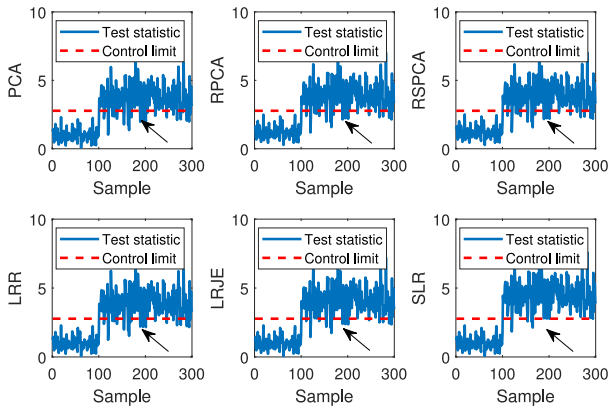 10
5
0
PCA
Test statistic
Control limit
0 100 200 300
Sample
10
5
0
RPCA
Test statistic
Control limit
0 100 200 300
Sample
10
5
0
RSPCA
Test statistic
Control limit
0 100 200 300
Sample
10
5
0
LRR
Test statistic
Control limit
0 100 200 300
Sample
10
5
0
LRJE
Test statistic
Control limit
0 100 200 300
Sample
10
5
0
SLR
Test statistic
Control limit
0 100 200 300
Sample